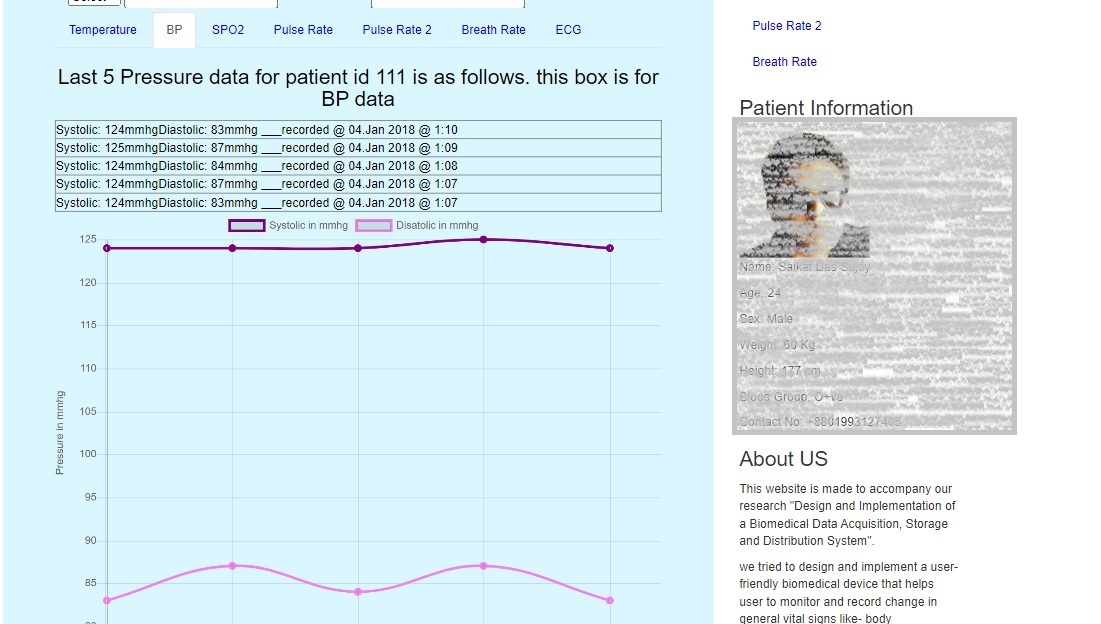 Temperature BP SPO2 Pulse Rate Pulse Rate 2 Breath Rate ECG
Last 5 Pressure data for patient id 111 is as follows. this box is for
BP data
Systolic: 124mmhgDiastolic: 83mmhg ___recorded @ 04.Jan 2018 @ 1:10
Systolic: 125mmhgDiastolic: 87mmhg ___recorded @ 04.Jan 2018 @ 1:09
Systolic: 124mmhgDiastolic: 84mmhg ___recorded @ 04.Jan 2018 @ 1:08
Systolic: 124mmhgDiastolic: 87mmhg ___recorded @ 04.Jan 2018 @ 1:07
Systolic: 124mmhgDiastolic: 83mmhg ___recorded @ 04.Jan 2018 @ 1:07
Systolic in mmhg Disatolic in mmhg
125
120
115
110
105
100
95
90
85
Pressure in mmhg
Pulse Rate 2
Breath Rate
Patient Information
Name:
Age: 24
Sex: Male
Weight: 60 Kg
Height: 177 cm
Blood Group:
Contact No:
About US
This website is made to accompany our
research "Design and Implementation of
a Biomedical Data Acquisition, Storage
and Distribution System".
we tried to design and implement a user-
friendly biomedical device that helps
user to monitor and record change in
general vital signs like- body